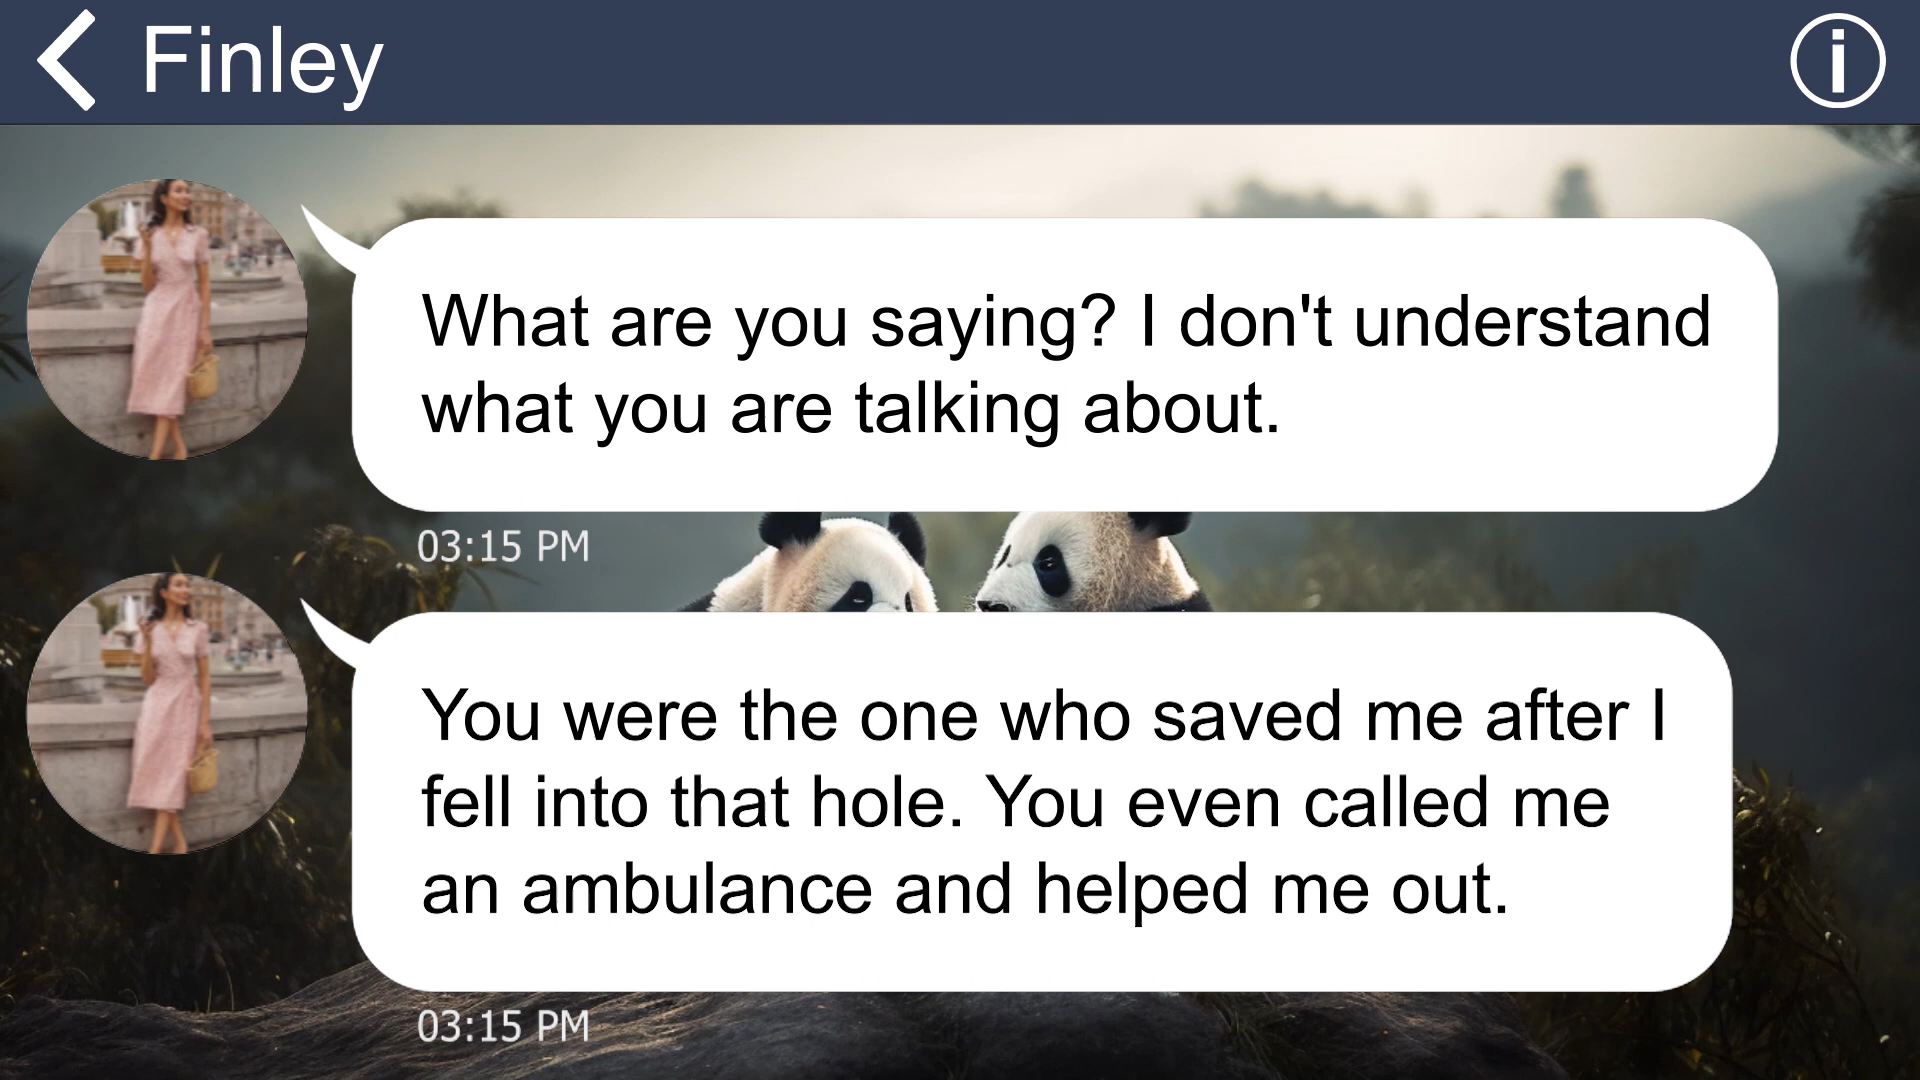 Finley
What are you saying? I don't understand
what you are talking about.
03:15 PM
You were the one who saved me after I
fell into that hole. You even called me
an ambulance and helped me out.
03:15 PM